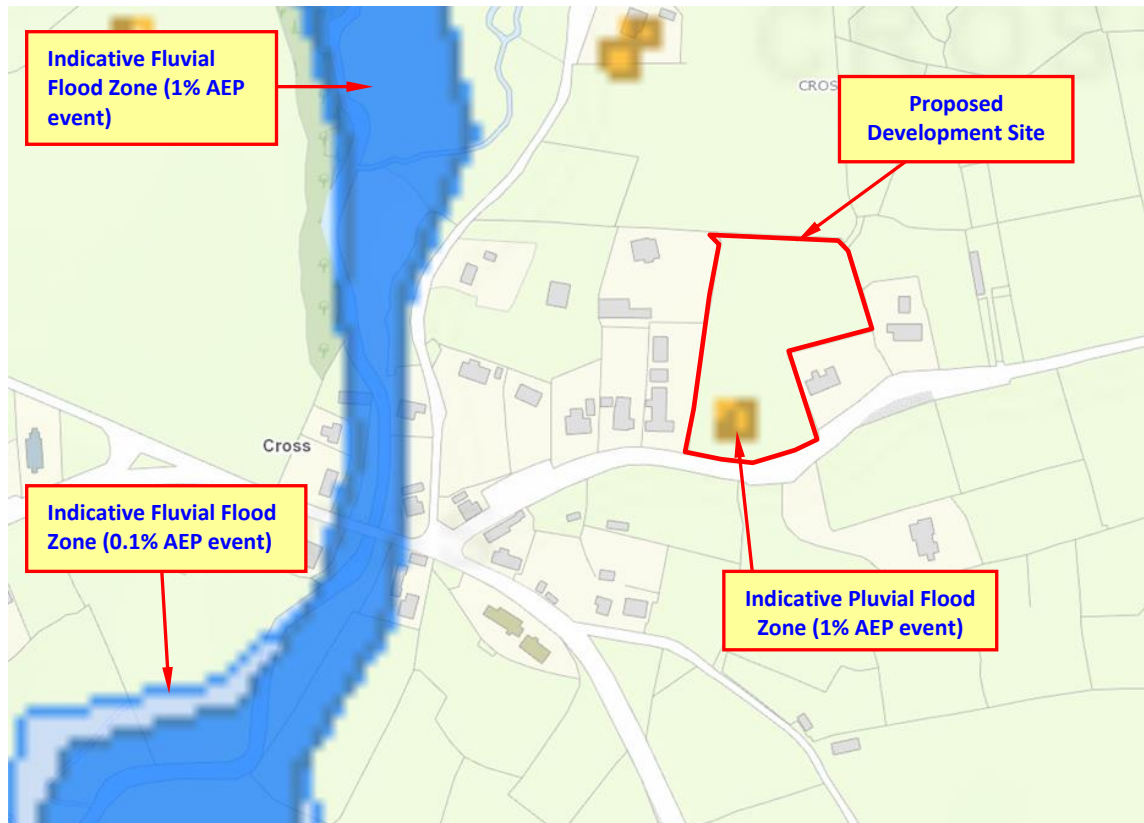 Indicative Fluvial
Flood Zone (1% AEP
event)
CROS
Proposed
Development Site
Cross
Indicative Fluvial Flood
Zone (0.1% AEP event)
Indicative Pluvial Flood
Zone (1% AEP event)